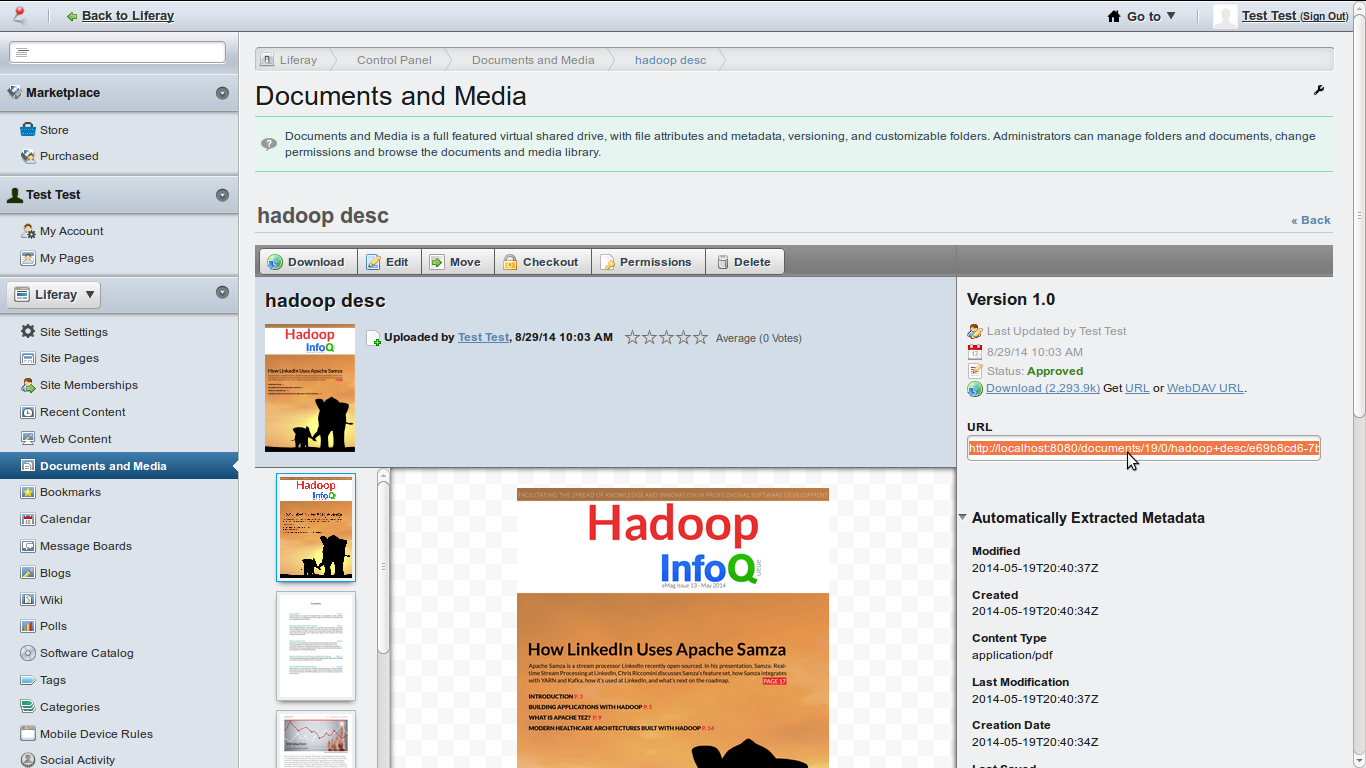 Back to Liferay
Go to
Test Test (Sign Out)
Marketplace
Store
Purchased
Test Test
My Account
My Pages
Liferay
Site Settings
Site Pages
Site Memberships
Recent Content
Web Content
Documents and Media
Bookmarks
Calendar
Message Boards
Blogs
Wiki
Polls
Software Catalog
Tags
Categories
Mobile Device Rules
Social Activity
Liferay Control Panel Documents and Media hadoop desc
Documents and Media
Documents and Media is a full featured virtual shared drive, with file attributes and metadata, versioning, and customizable folders. Administrators can manage folders and documents, change
permissions and browse the documents and media library.
hadoop desc
« Back
Download Edit Move Checkout Permissions Delete
hadoop desc
Hadoop
InfoQ
How LinkedIn Uses Apache Samza
Uploaded by Test Test, 8/29/14 10:03 AM
Average (0 Votes)
Hadoop
InfoQ
FACILITATING THE SPREAD OF KNOWLEDGE AND INNOVATION IN PROFESSIONAL SOFTWARE DEVELOPMENT
Hadoop
InfoQ
eMag Issue 13 - May 2014
How LinkedIn Uses Apache Samza
Apache Samza is a stream processor LinkedIn recently open-sourced. In his presentation, Samza: Real-
time Stream Processing at LinkedIn, Chris Riccomini discusses Samza's feature set, how Samza integrates
with YARN and Kafka, how it's used at LinkedIn, and what's next on the roadmap. PAGE 17
INTRODUCTION P. 3
BUILDING APPLICATIONS WITH HADOOP P. 5
WHAT IS APACHE TEZ? P. 9
MODERN HEALTHCARE ARCHITECTURES BUILT WITH HADOOP P. 14
Version 1.0
Last Updated by Test Test
8/29/14 10:03 AM
Status: Approved
Download (2,293.9k) Get URL or WebDAV URL.
URL
http://localhost:8080/documents/19/0/hadoop+desc/e69b8cd6-7b
Automatically Extracted Metadata
Modified
2014-05-19T20:40:37Z
Created
2014-05-19T20:40:34Z
Content Type
application/pdf
Last Modification
2014-05-19T20:40:37Z
Creation Date
2014-05-19T20:40:34Z
Last Saved